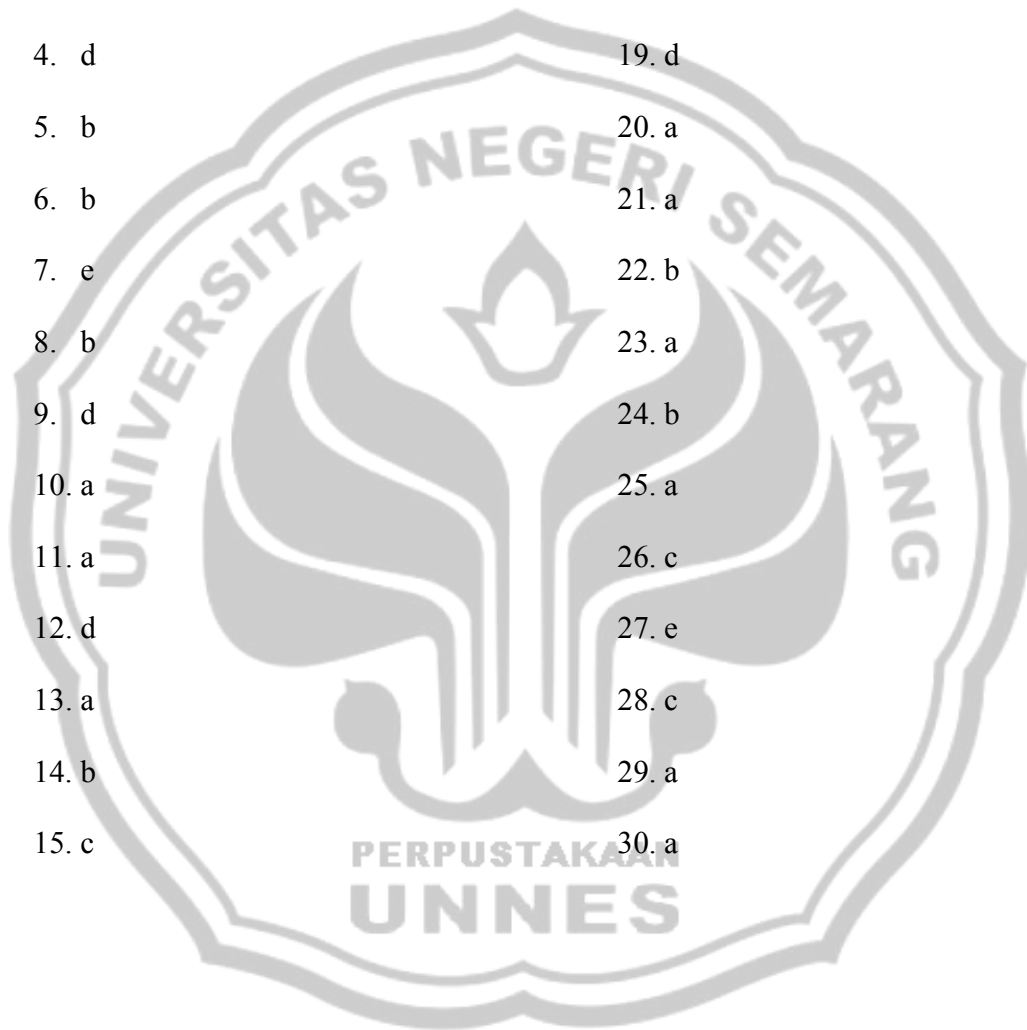 4. d
5. b
6. b
7. e
8. b
9. d
10. a
11. a
12. d
13. a
14. b
15. c
19. d
20. a
21. a
22. b
23. a
24. b
25. a
26. c
27. e
28. c
29. a
30. a
UNIVERSITAS NEGERI SEMARANG
PERPUSTAKAAN
UNNES